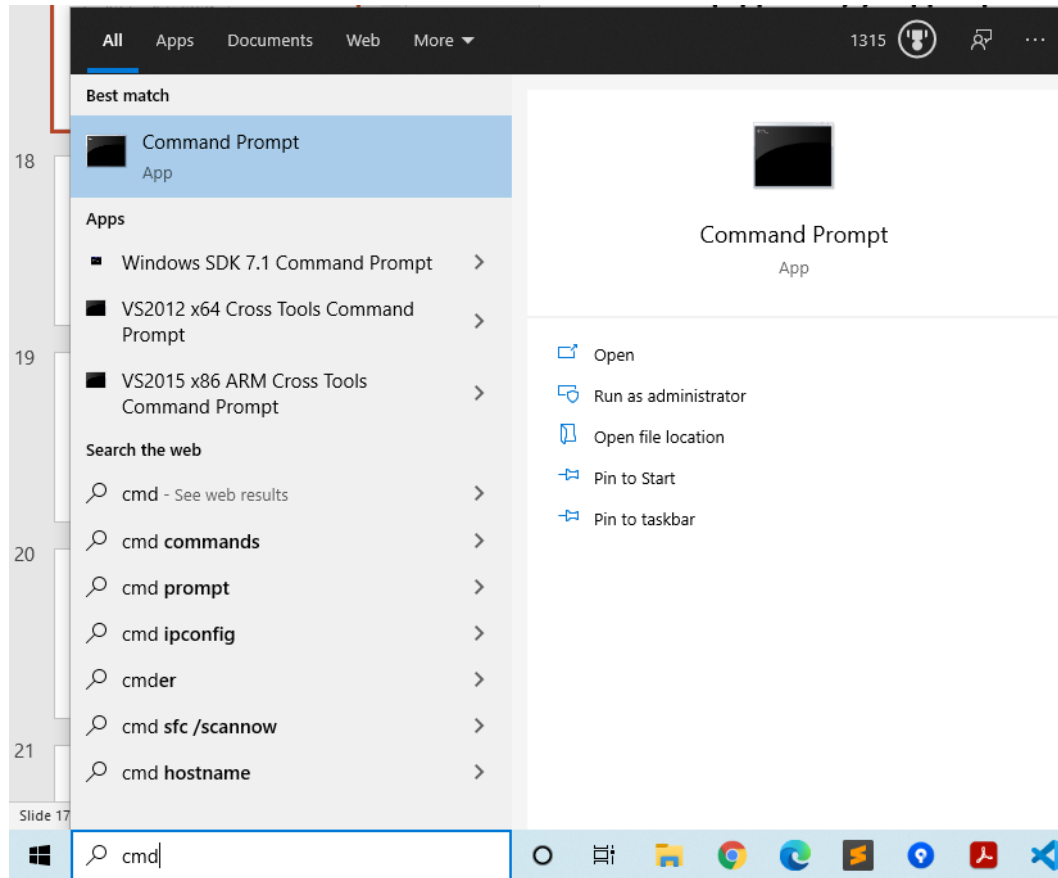 All Apps Documents Web More 1315 ...
Best match
Command Prompt
App
Apps
Windows SDK 7.1 Command Prompt
VS2012 x64 Cross Tools Command
Prompt
VS2015 x86 ARM Cross Tools
Command Prompt
Search the web
cmd - See web results
cmd commands
cmd prompt
cmd ipconfig
cmder
cmd sfc /scannow
cmd hostname
Command Prompt
App
Open
Run as administrator
Open file location
Pin to Start
Pin to taskbar
18
19
20
21
Slide 17
cmd